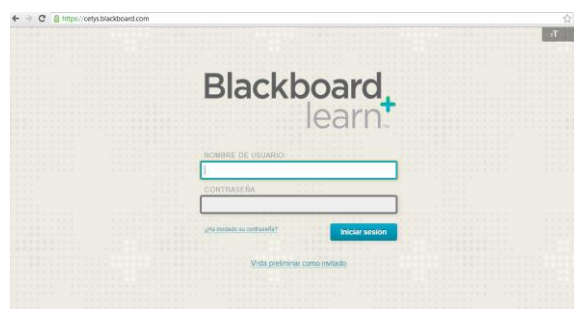 https://cetys.blackboard.com
tT
Blackboard
learn+
NOMBRE DE USUARIO:
CONTRASEÑA:
¿Ha olvidado su contraseña?
Iniciar sesión
Vista preliminar como invitado